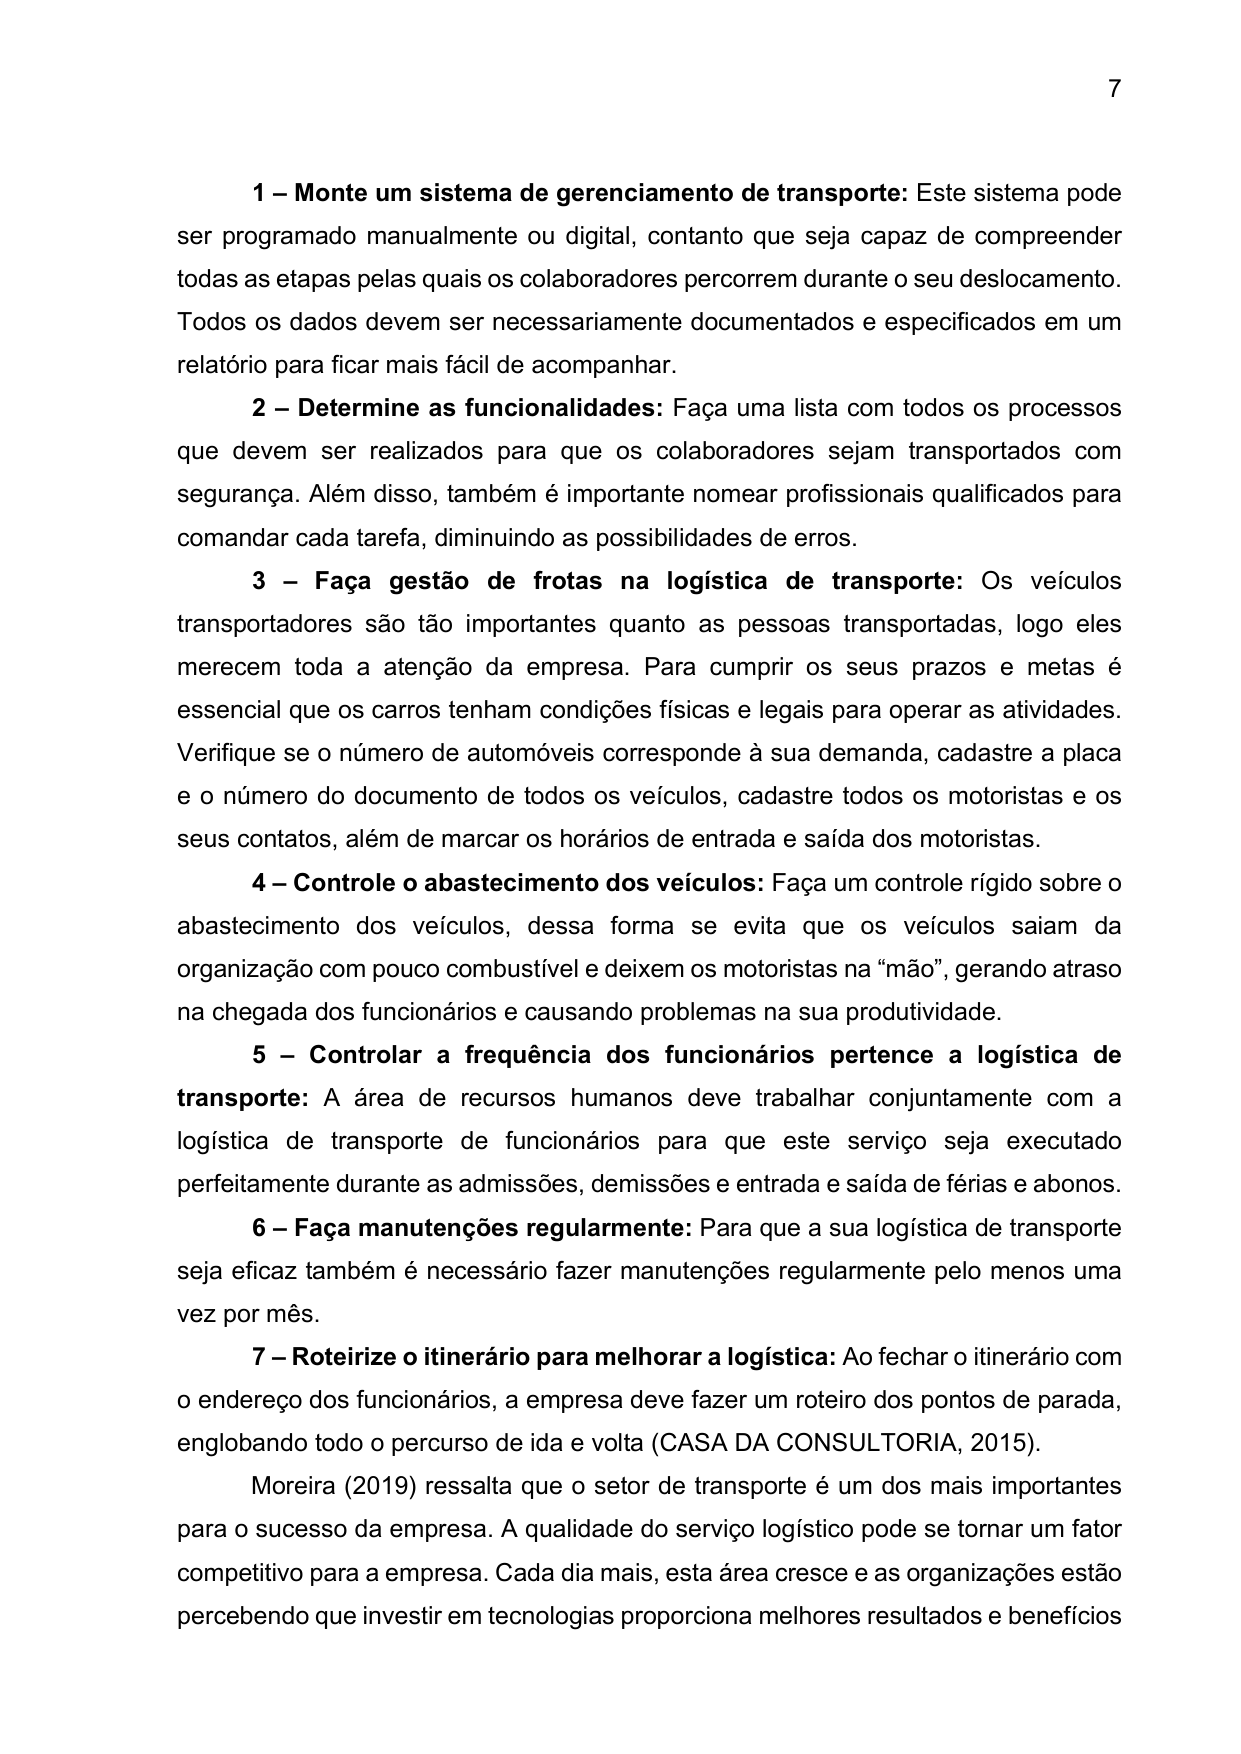 7
1 – Monte um sistema de gerenciamento de transporte: Este sistema pode
ser programado manualmente ou digital, contanto que seja capaz de compreender
todas as etapas pelas quais os colaboradores percorrem durante o seu deslocamento.
Todos os dados devem ser necessariamente documentados e especificados em um
relatório para ficar mais fácil de acompanhar.
2 – Determine as funcionalidades: Faça uma lista com todos os processos
que devem ser realizados para que os colaboradores sejam transportados com
segurança. Além disso, também é importante nomear profissionais qualificados para
comandar cada tarefa, diminuindo as possibilidades de erros.
3 – Faça gestão de frotas na logística de transporte: Os veículos
transportadores são tão importantes quanto as pessoas transportadas, logo eles
merecem toda a atenção da empresa. Para cumprir os seus prazos e metas é
essencial que os carros tenham condições físicas e legais para operar as atividades.
Verifique se o número de automóveis corresponde à sua demanda, cadastre a placa
e o número do documento de todos os veículos, cadastre todos os motoristas e os
seus contatos, além de marcar os horários de entrada e saída dos motoristas.
4 – Controle o abastecimento dos veículos: Faça um controle rígido sobre o
abastecimento dos veículos, dessa forma se evita que os veículos saiam da
organização com pouco combustível e deixem os motoristas na “mão”, gerando atraso
na chegada dos funcionários e causando problemas na sua produtividade.
5 – Controlar a frequência dos funcionários pertence a logística de
transporte: A área de recursos humanos deve trabalhar conjuntamente com a
logística de transporte de funcionários para que este serviço seja executado
perfeitamente durante as admissões, demissões e entrada e saída de férias e abonos.
6 – Faça manutenções regularmente: Para que a sua logística de transporte
seja eficaz também é necessário fazer manutenções regularmente pelo menos uma
vez por mês.
7 – Roteirize o itinerário para melhorar a logística: Ao fechar o itinerário com
o endereço dos funcionários, a empresa deve fazer um roteiro dos pontos de parada,
englobando todo o percurso de ida e volta (CASA DA CONSULTORIA, 2015).
Moreira (2019) ressalta que o setor de transporte é um dos mais importantes
para o sucesso da empresa. A qualidade do serviço logístico pode se tornar um fator
competitivo para a empresa. Cada dia mais, esta área cresce e as organizações estão
percebendo que investir em tecnologias proporciona melhores resultados e benefícios